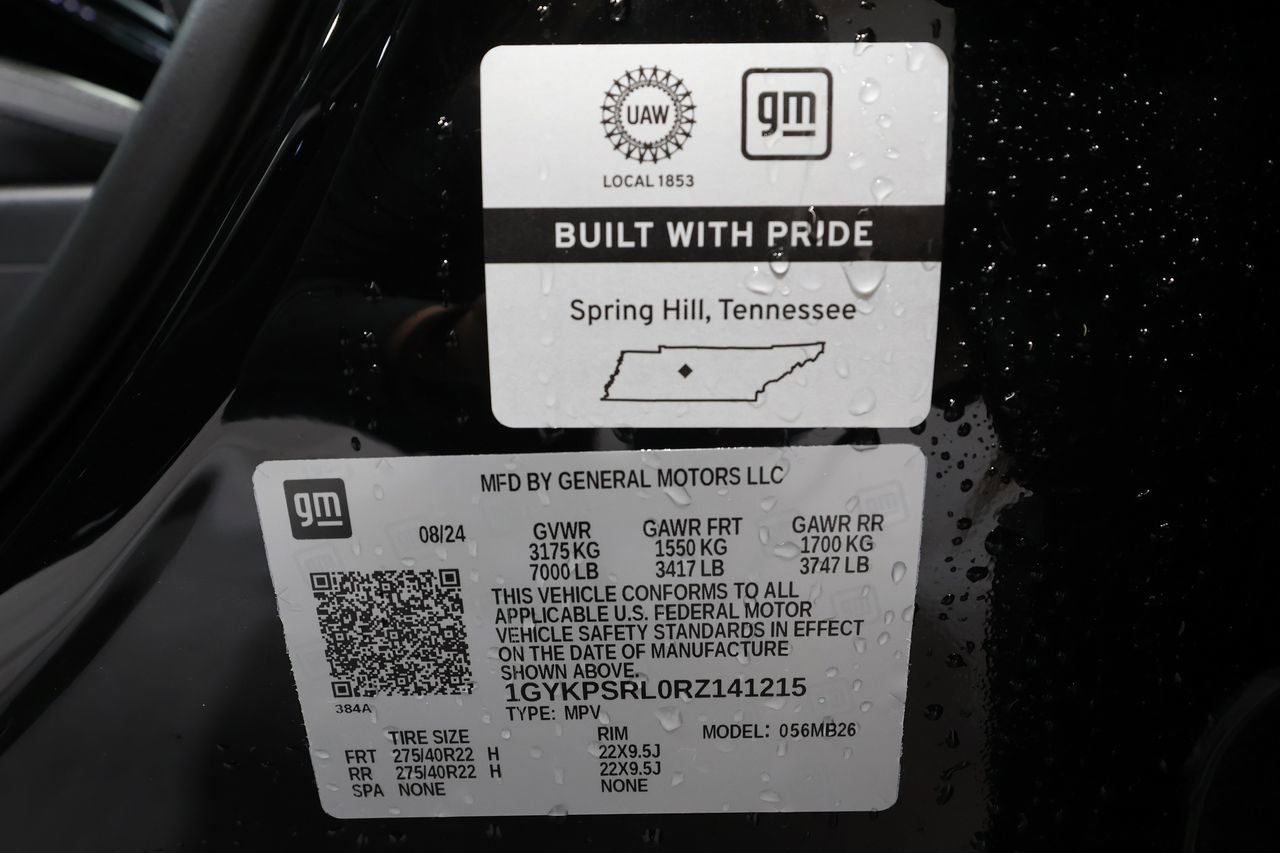 UAW
gm
LOCAL 1853
BUILT WITH PRIDE
Spring Hill, Tennessee
gm
MFD BY GENERAL MOTORS LLC
08/24
GVWR GAWR FRT GAWR RR
3175 KG 1550 KG 1700 KG
7000 LB 3417 LB 3747 LB
THIS VEHICLE CONFORMS TO ALL
APPLICABLE U.S. FEDERAL MOTOR
VEHICLE SAFETY STANDARDS IN EFFECT
ON THE DATE OF MANUFACTURE
SHOWN ABOVE.
1GYKPSRL0RZ141215
384A
TYPE: MPV
TIRE SIZE RIM MODEL: 056MB26
FRT 275/40R22 H 22X9.5J
RR 275/40R22 H 22X9.5J
SPA NONE NONE